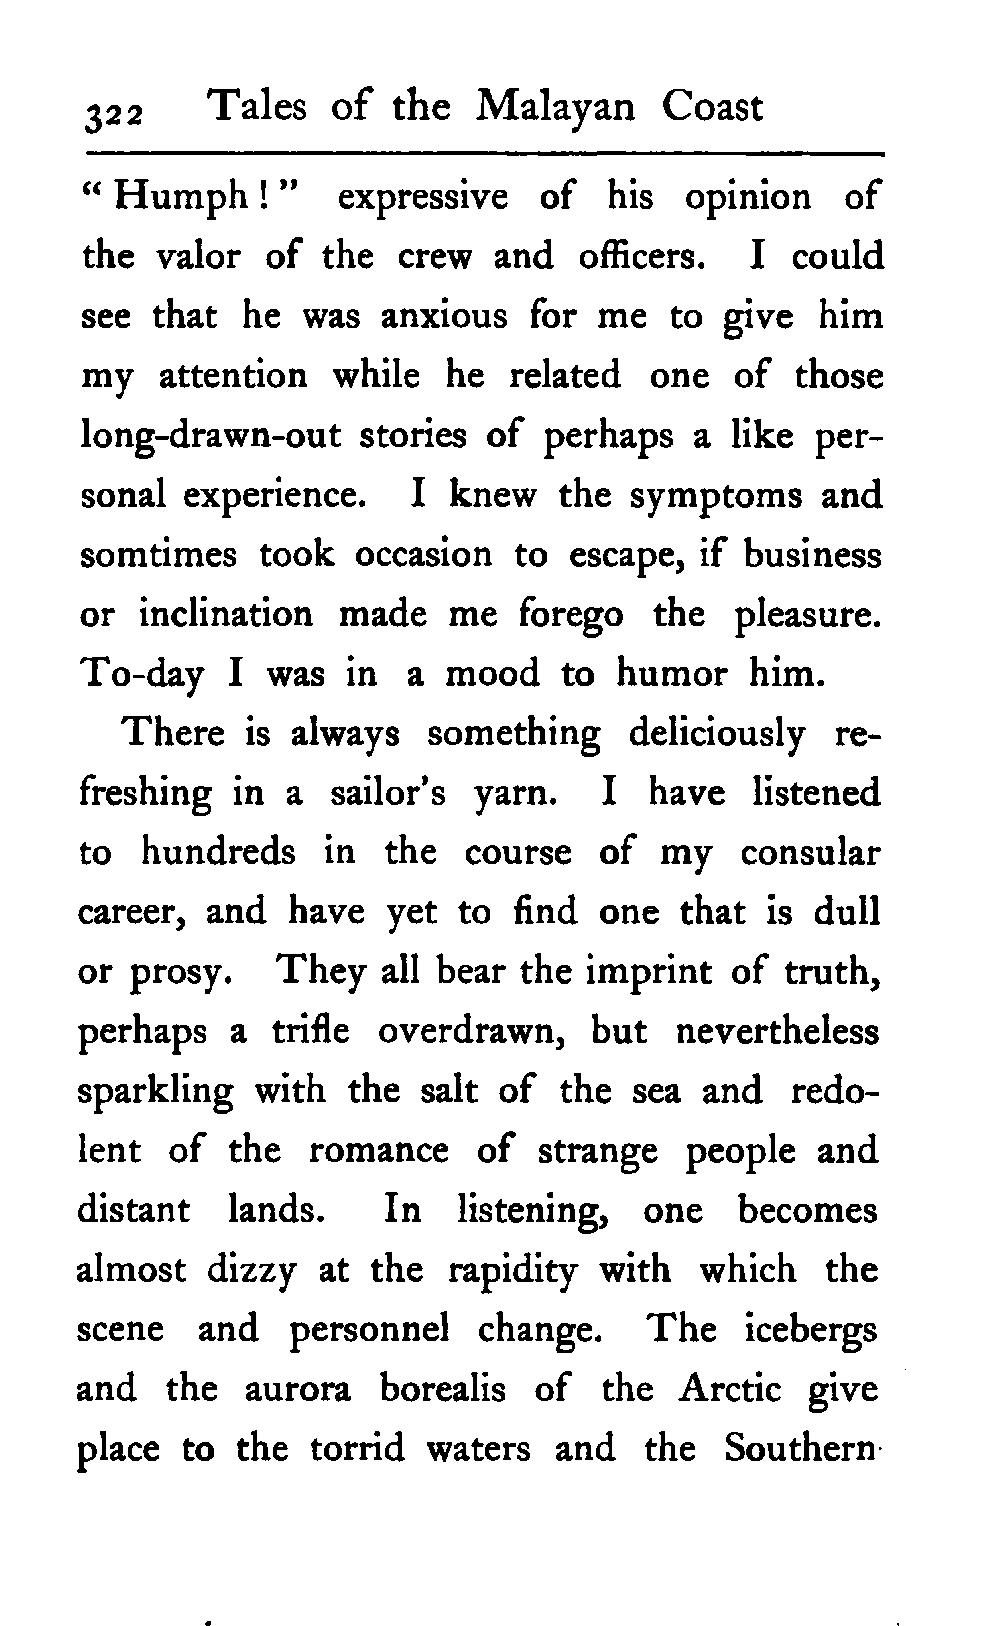 322 Tales of the Malayan Coast
" Humph ! " expressive of his opinion of
the valor of the crew and officers. I could
see that he was anxious for me to give him
my attention while he related one of those
long-drawn-out stories of perhaps a like per-
sonal experience. I knew the symptoms and
somtimes took occasion to escape, if business
or inclination made me forego the pleasure.
To-day I was in a mood to humor him.
There is always something deliciously re-
freshing in a sailor's yarn. I have listened
to hundreds in the course of my consular
career, and have yet to find one that is dull
or prosy. They all bear the imprint of truth,
perhaps a trifle overdrawn, but nevertheless
sparkling with the salt of the sea and redo-
lent of the romance of strange people and
distant lands. In listening, one becomes
almost dizzy at the rapidity with which the
scene and personnel change. The icebergs
and the aurora borealis of the Arctic give
place to the torrid waters and the Southern